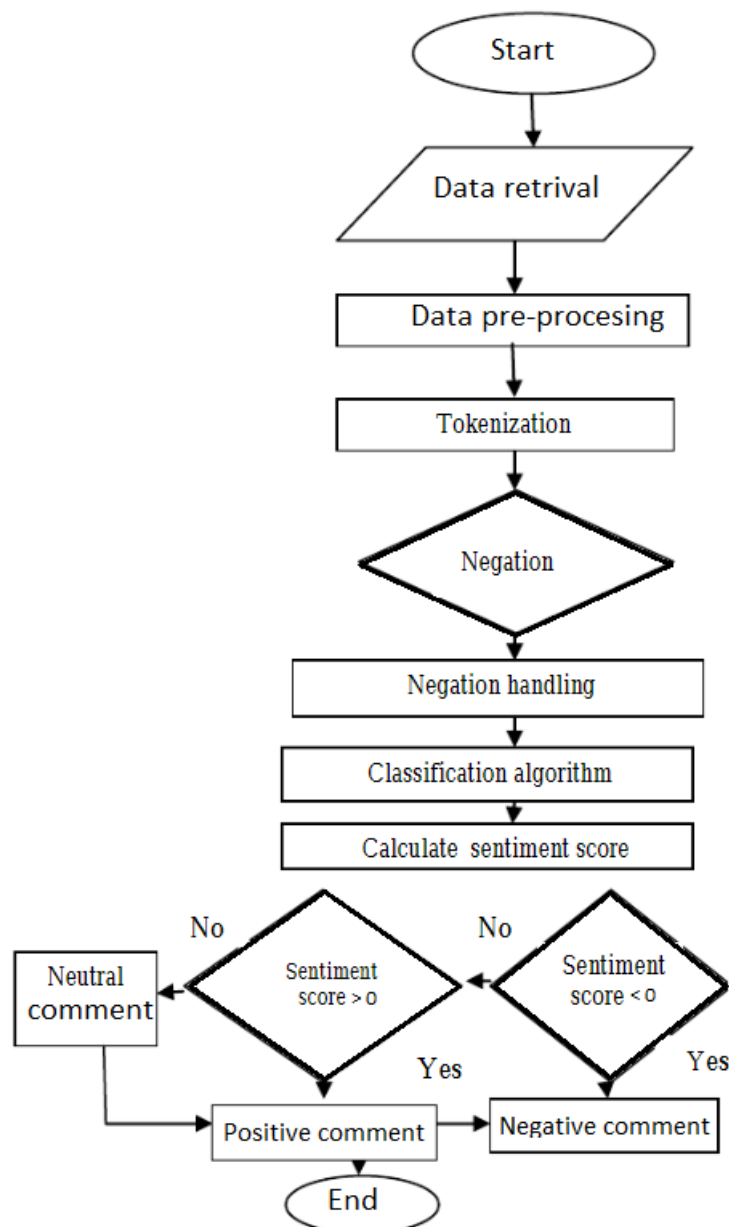 Start
Data retrival
Data pre-procesing
Tokenization
Negation
Negation handling
Classification algorithm
Calculate sentiment score
No
No
Neutral
comment
Sentiment
score > 0
Sentiment
score < 0
Yes
Yes
Positive comment
Negative comment
End